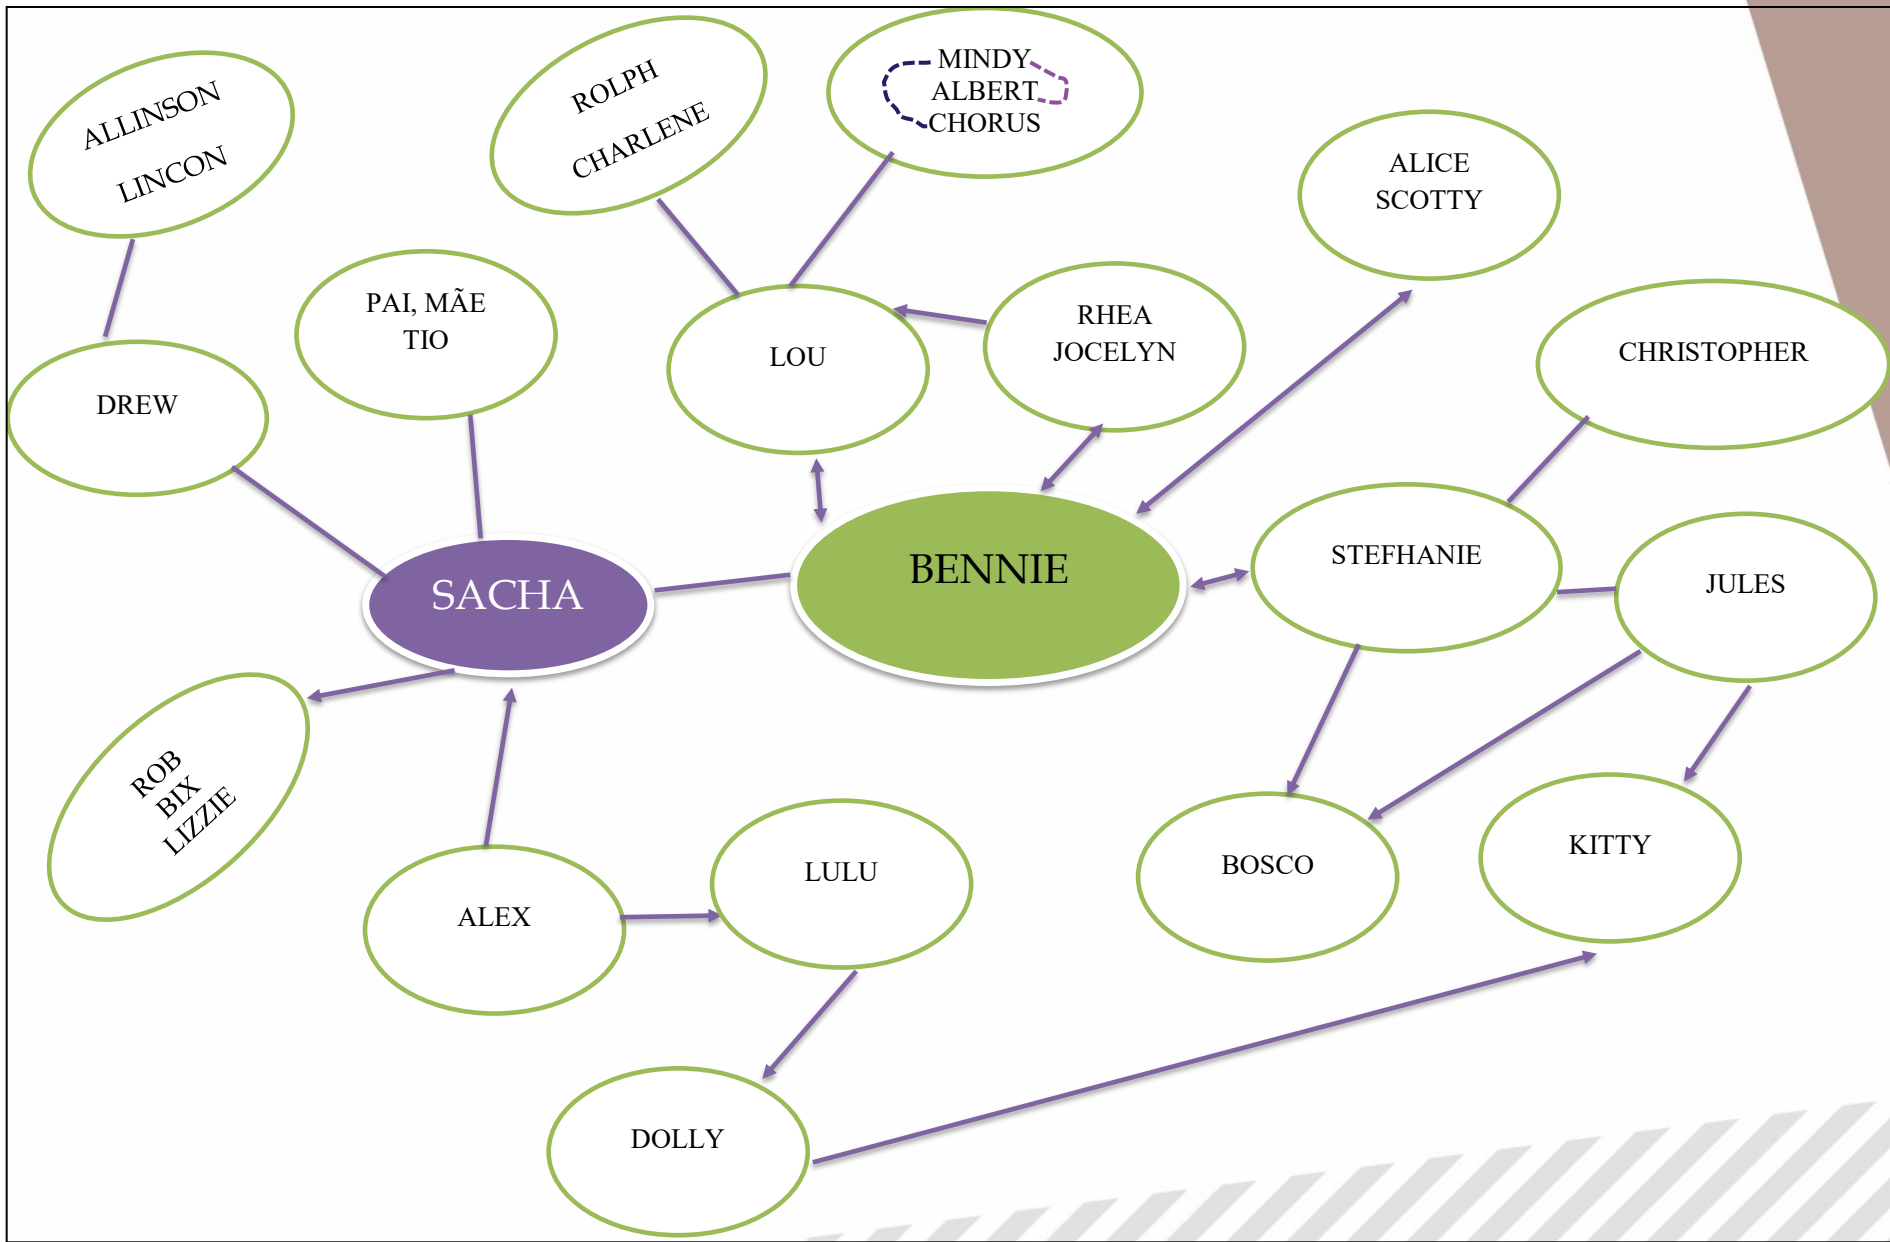 ALLINSON
LINCON
ROLPH
CHARLENE
MINDY
ALBERT
CHORUS
ALICE
SCOTTY
PAI, MÃE
TIO
RHEA
JOCELYN
LOU
CHRISTOPHER
DREW
STEFHANIE
JULES
BENNIE
SACHA
ROB
BIX
LIZZIE
LULU
ALEX
BOSCO
KITTY
DOLLY